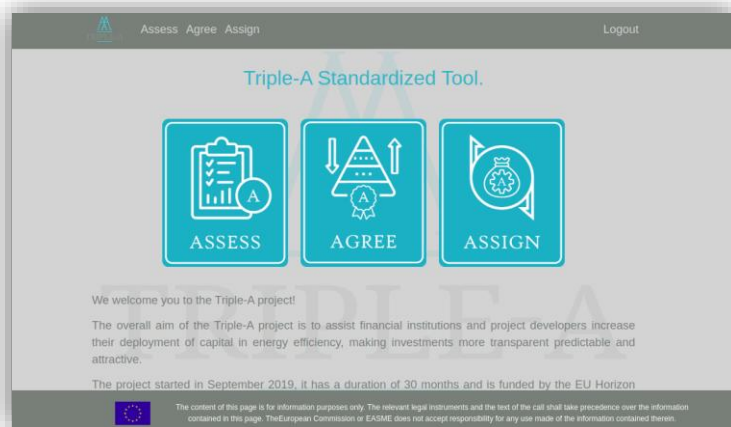 TRIPLE-A
Assess Agree Assign
Logout
Triple-A Standardized Tool.
A
A
A
ASSESS
AGREE
ASSIGN
TRIPLE-A
We welcome you to the Triple-A project!
The overall aim of the Triple-A project is to assist financial institutions and project developers increase
their deployment of capital in energy efficiency, making investments more transparent predictable and
attractive.
The project started in September 2019, it has a duration of 30 months and is funded by the EU Horizon
The content of this page is for information purposes only. The relevant legal instruments and the text of the call shall take precedence over the information
contained in this page. TheEuropean Commission or EASME does not accept responsibility for any use made of the information contained therein.